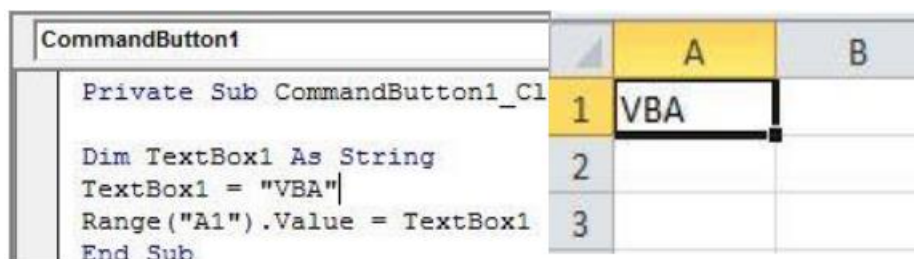 CommandButton1
Private Sub CommandButton1_Cl
Dim TextBox1 As String
TextBox1 = "VBA"
Range("A1").Value = TextBox1
End Sub
A B
1 VBA
2
3